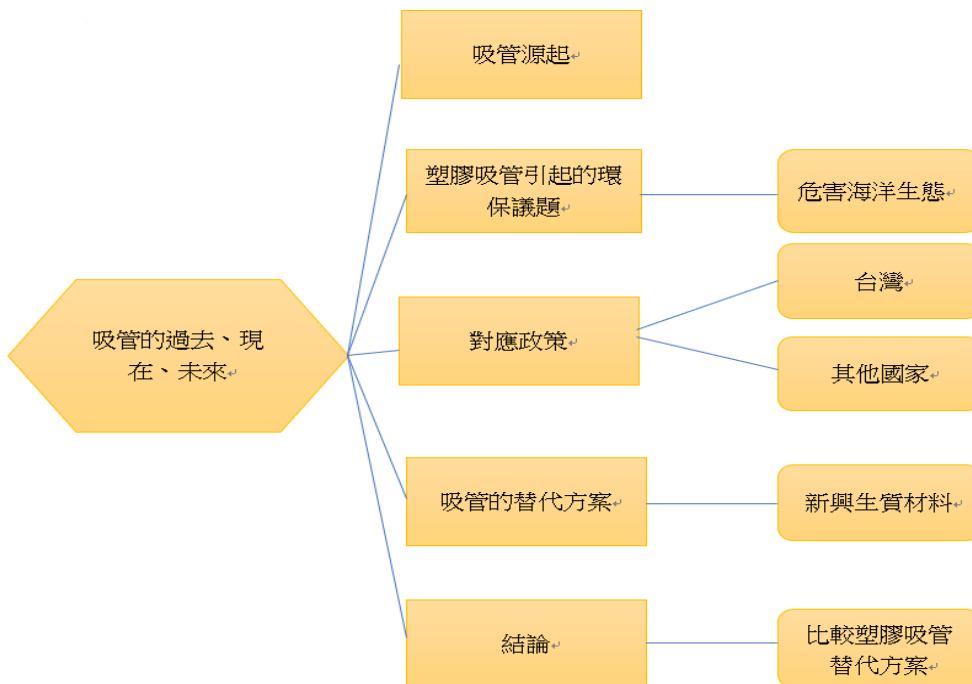 吸管的過去、現
在、未來
吸管源起
塑膠吸管引起的環
保議題
危害海洋生態
對應政策
台灣
其他國家
吸管的替代方案
新興生質材料
結論
比較塑膠吸管
替代方案